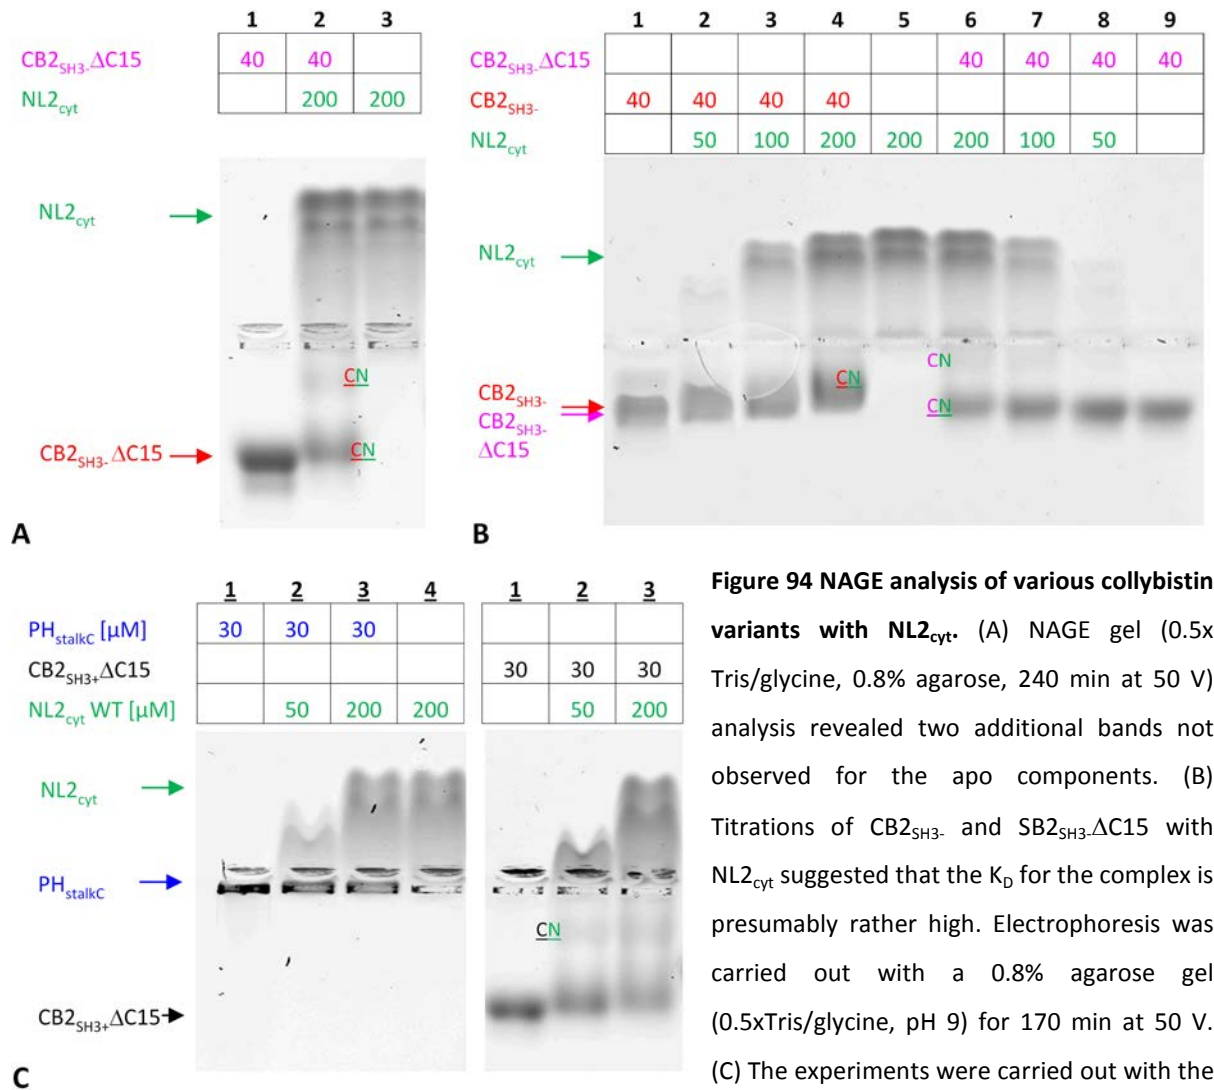 1 2 3
CB2SH3-ΔC15 40 40
NL2cyt 200 200
NL2cyt
CN
CN
CB2SH3-ΔC15
A
1 2 3 4 5 6 7 8 9
CB2SH3-ΔC15 40 40 40 40
CB2SH3- 40 40 40 40
NL2cyt 50 100 200 200 200 100 50
NL2cyt
CN
CN
CN
CB2SH3-
CB2SH3-
ΔC15
B
1 2 3 4
PHstalkC [µM] 30 30 30
CB2SH3+ΔC15
NL2cyt WT [µM] 50 200 200
1 2 3
30 30 30
50 200
NL2cyt
PHstalkC
CN
CB2SH3+ΔC15
C
Figure 94 NAGE analysis of various collybistin
variants with NL2cyt. (A) NAGE gel (0.5x
Tris/glycine, 0.8% agarose, 240 min at 50 V)
analysis revealed two additional bands not
observed for the apo components. (B)
Titrations of CB2SH3- and SB2SH3-ΔC15 with
NL2cyt suggested that the KD for the complex is
presumably rather high. Electrophoresis was
carried out with a 0.8% agarose gel
(0.5xTris/glycine, pH 9) for 170 min at 50 V.
(C) The experiments were carried out with the